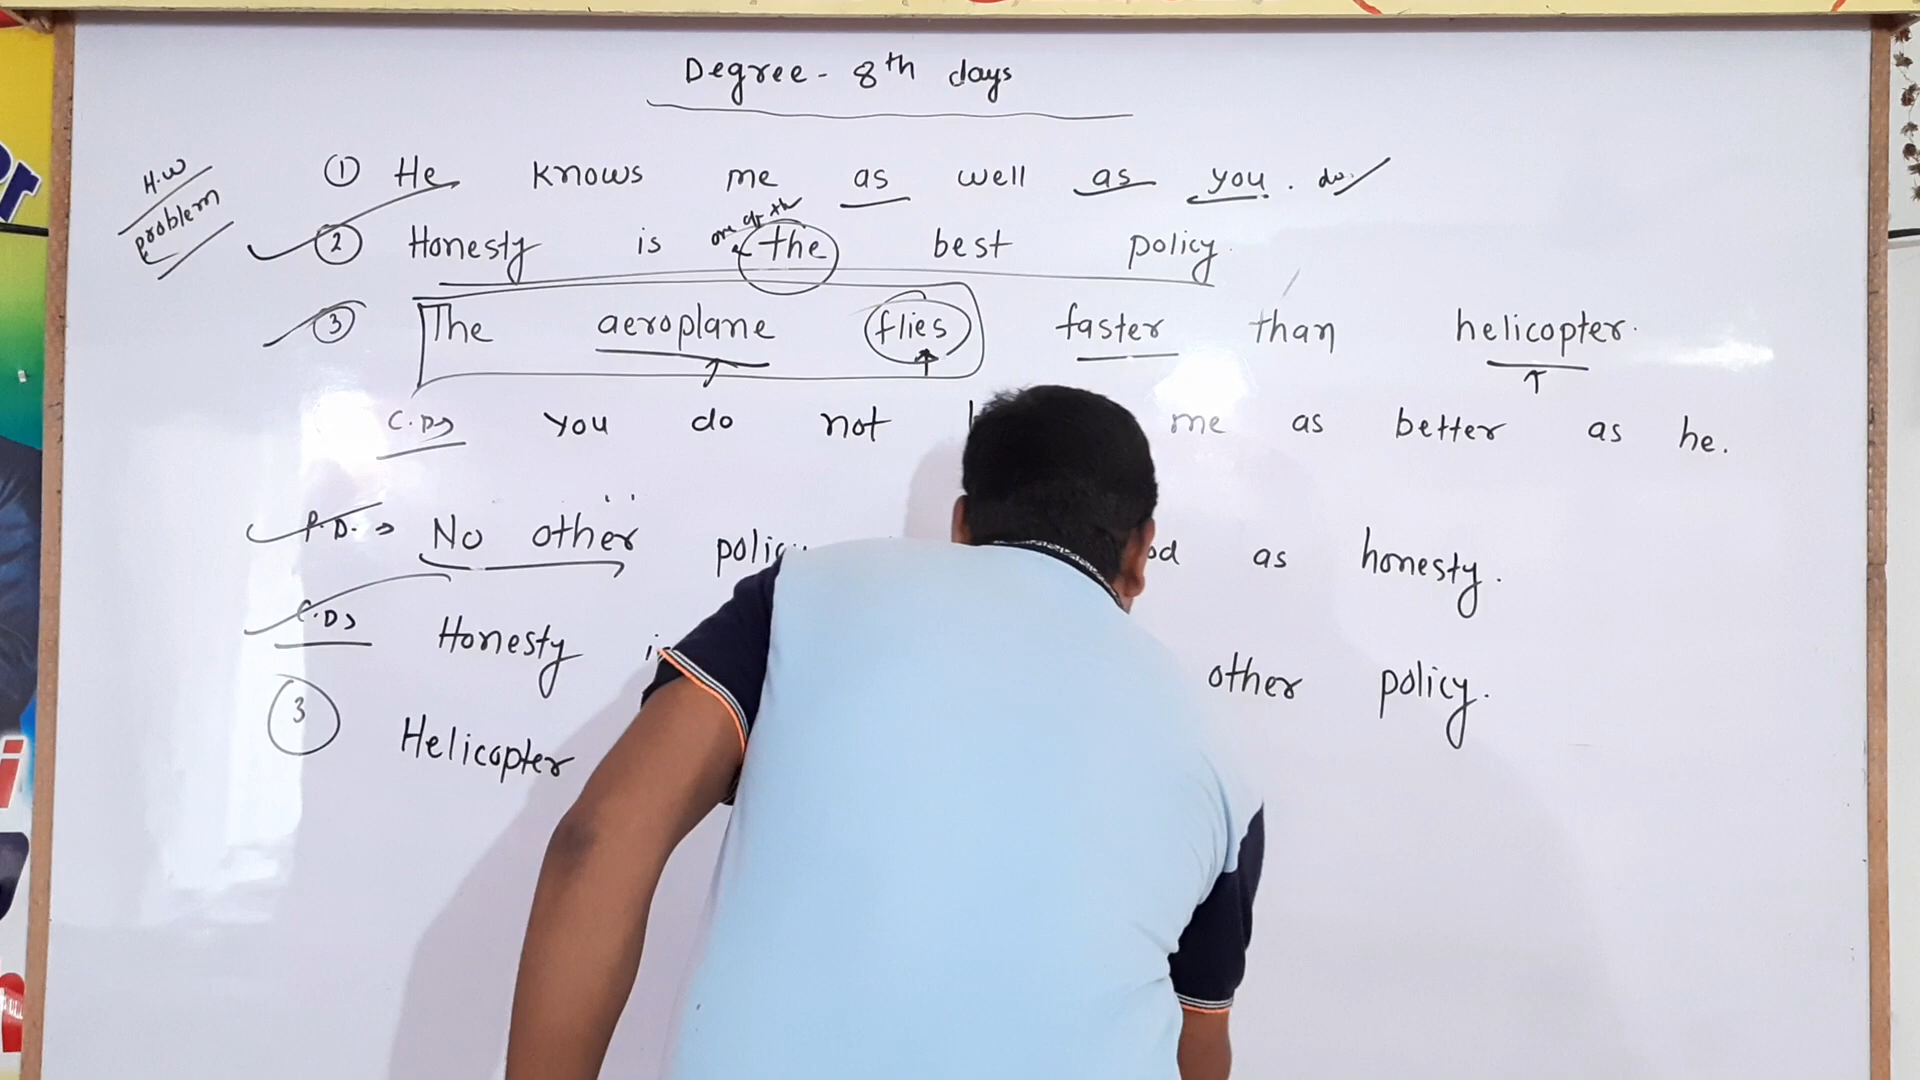 Degree - 8th days
H.W problem
① He knows me as well as you. do.
one of the
② Honesty is the best policy.
③ The aeroplane flies faster than helicopter.
C.D→ you do not me as better as he.
P.D.→ No other as honesty.
C.D→ Honesty other policy.
③ Helicopter